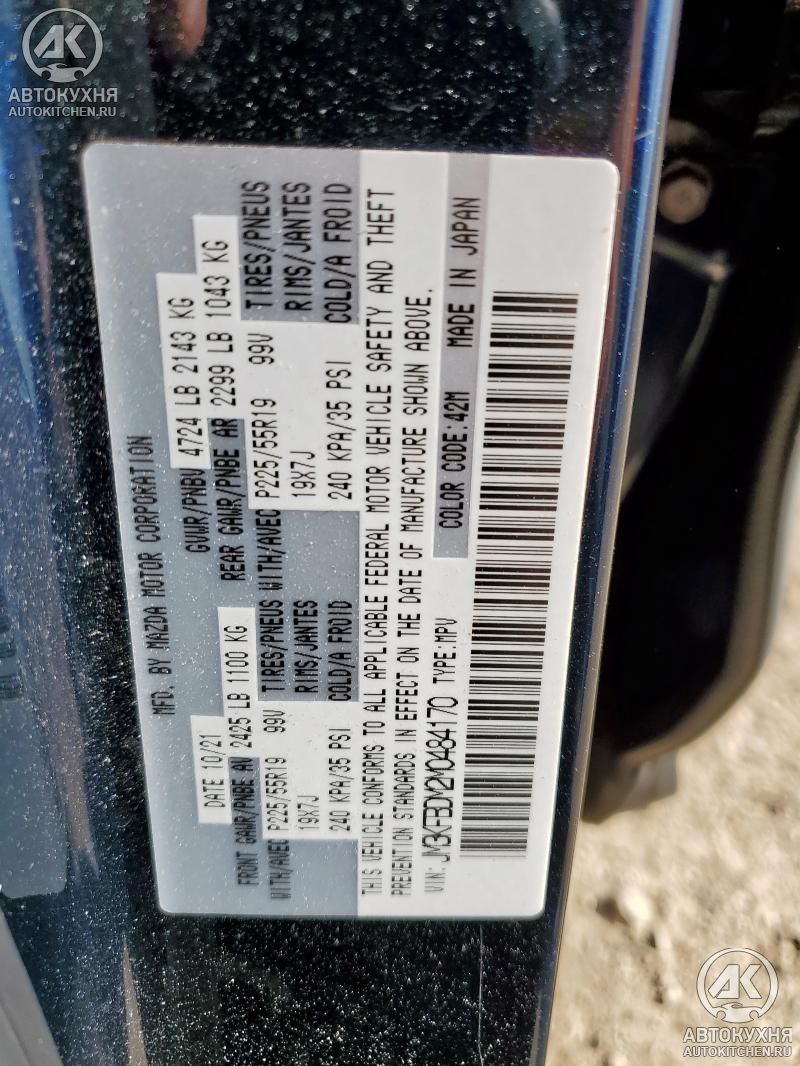 AK
АВТОКУХНЯ
AUTOKITCHEN.RU
MFD. BY MAZDA MOTOR CORPORATION
DATE 10/21 GVWR/PNBV 4724 LB 2143 KG
FRONT GAWR/PNBE AV 2425 LB 1100 KG REAR GAWR/PNBE AR 2299 LB 1043 KG
WITH/AVEC P225/55R19 99V TIRES/PNEUS WITH/AVEC P225/55R19 99V TIRES/PNEUS
19X7J RIMS/JANTES 19X7J RIMS/JANTES
240 KPA/35 PSI COLD/A FROID 240 KPA/35 PSI COLD/A FROID
THIS VEHICLE CONFORMS TO ALL APPLICABLE FEDERAL MOTOR VEHICLE SAFETY AND THEFT
PREVENTION STANDARDS IN EFFECT ON THE DATE OF MANUFACTURE SHOWN ABOVE.
VIN: JM3KFBDY2M0484170 TYPE:MPV COLOR CODE:42M MADE IN JAPAN
AK
АВТОКУХНЯ
AUTOKITCHEN.RU